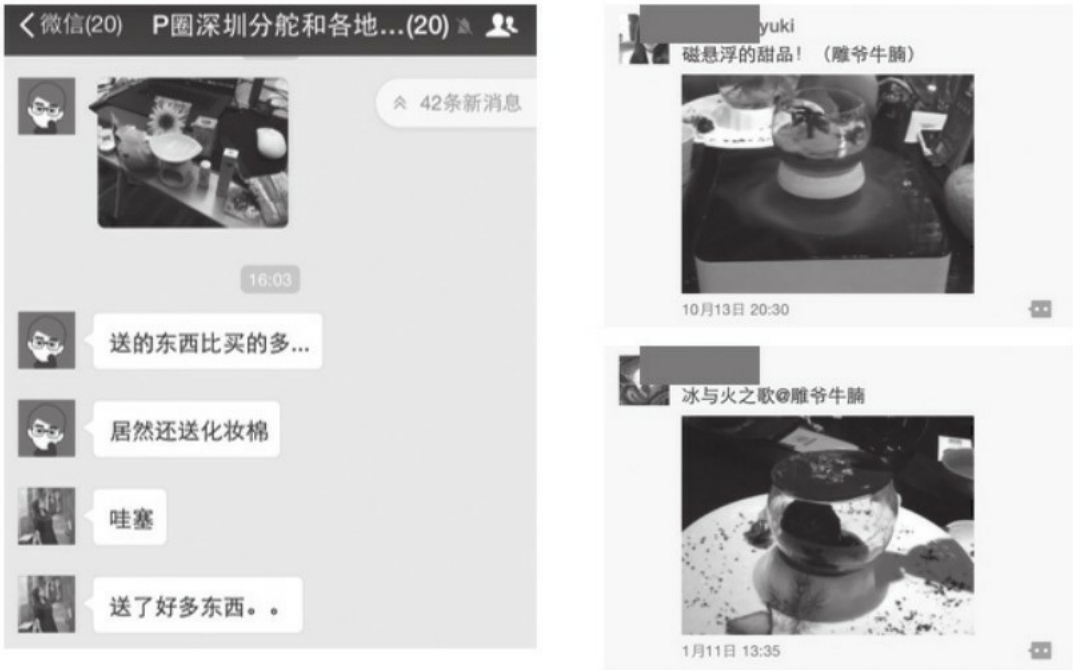 微信(20)
P圈深圳分舵和各地...(20)
42条新消息
16:03
送的东西比买的多...
居然还送化妆棉
哇塞
送了好多东西。。
yuki
磁悬浮的甜品！（雕爷牛腩）
10月13日 20:30
冰与火之歌@雕爷牛腩
1月11日 13:35